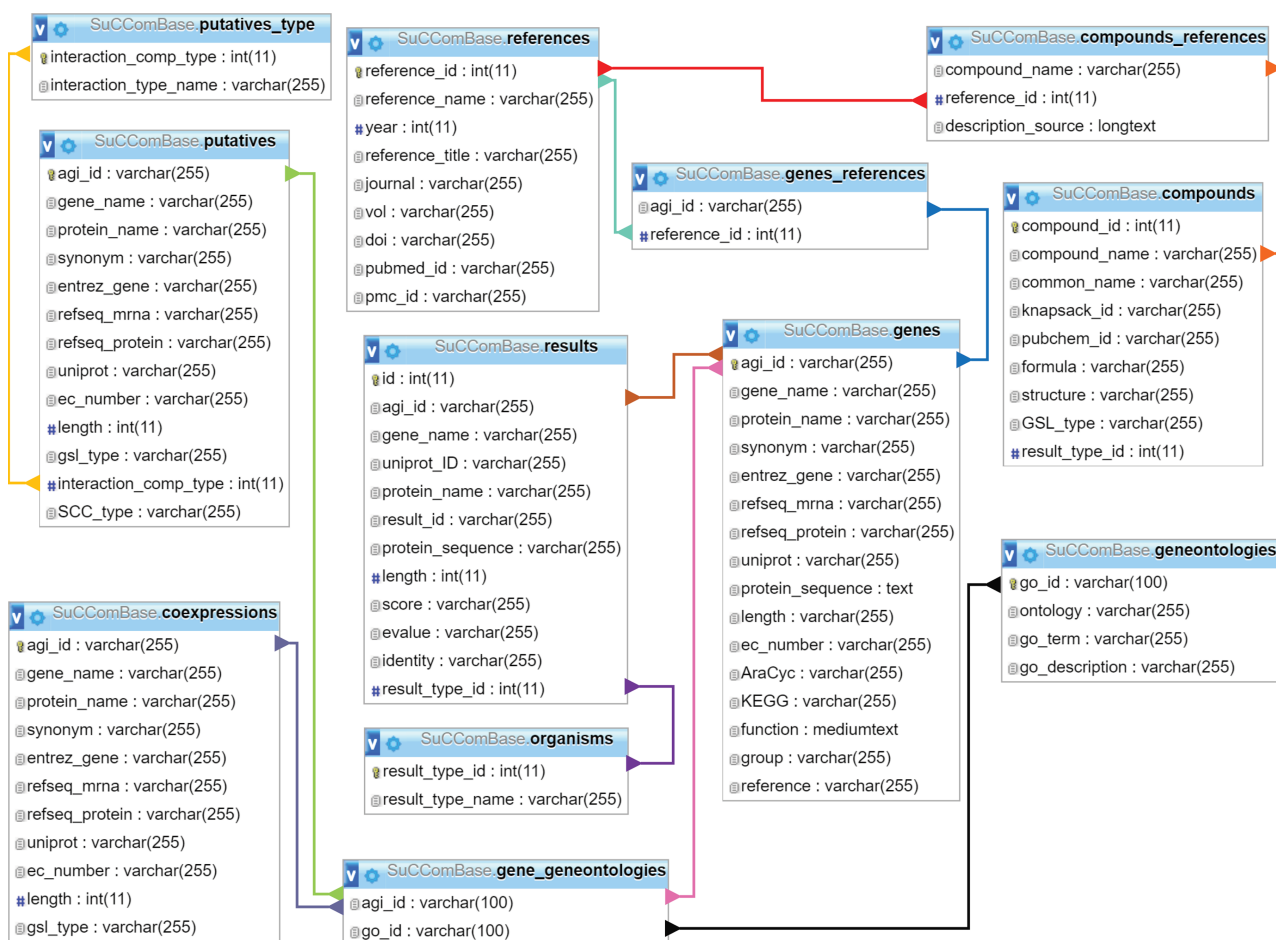 SuCComBase.putatives_type
interaction_comp_type : int(11)
interaction_type_name : varchar(255)
SuCComBase.putatives
agi_id : varchar(255)
gene_name : varchar(255)
protein_name : varchar(255)
synonym : varchar(255)
entrez_gene : varchar(255)
refseq_mrna : varchar(255)
refseq_protein : varchar(255)
uniprot : varchar(255)
ec_number : varchar(255)
#length : int(11)
gsl_type : varchar(255)
#interaction_comp_type : int(11)
SCC_type : varchar(255)
SuCComBase.coexpressions
agi_id : varchar(255)
gene_name : varchar(255)
protein_name : varchar(255)
synonym : varchar(255)
entrez_gene : varchar(255)
refseq_mrna : varchar(255)
refseq_protein : varchar(255)
uniprot : varchar(255)
ec_number : varchar(255)
#length : int(11)
gsl_type : varchar(255)
SuCComBase.references
reference_id : int(11)
reference_name : varchar(255)
#year : int(11)
reference_title : varchar(255)
journal : varchar(255)
vol : varchar(255)
doi : varchar(255)
pubmed_id : varchar(255)
pmc_id : varchar(255)
SuCComBase.results
id : int(11)
agi_id : varchar(255)
gene_name : varchar(255)
uniprot_ID : varchar(255)
protein_name : varchar(255)
result_id : varchar(255)
protein_sequence : varchar(255)
#length : int(11)
score : varchar(255)
evalue : varchar(255)
identity : varchar(255)
#result_type_id : int(11)
SuCComBase.organisms
result_type_id : int(11)
result_type_name : varchar(255)
SuCComBase.gene_geneontologies
agi_id : varchar(100)
go_id : varchar(100)
SuCComBase.genes_references
agi_id : varchar(255)
#reference_id : int(11)
SuCComBase.genes
agi_id : varchar(255)
gene_name : varchar(255)
protein_name : varchar(255)
synonym : varchar(255)
entrez_gene : varchar(255)
refseq_mrna : varchar(255)
refseq_protein : varchar(255)
uniprot : varchar(255)
protein_sequence : text
length : varchar(255)
ec_number : varchar(255)
AraCyc : varchar(255)
KEGG : varchar(255)
function : mediumtext
group : varchar(255)
reference : varchar(255)
SuCComBase.compounds_references
compound_name : varchar(255)
#reference_id : int(11)
description_source : longtext
SuCComBase.compounds
compound_id : int(11)
compound_name : varchar(255)
common_name : varchar(255)
knapsack_id : varchar(255)
pubchem_id : varchar(255)
formula : varchar(255)
structure : varchar(255)
GSL_type : varchar(255)
#result_type_id : int(11)
SuCComBase.geneontologies
go_id : varchar(100)
ontology : varchar(255)
go_term : varchar(255)
go_description : varchar(255)